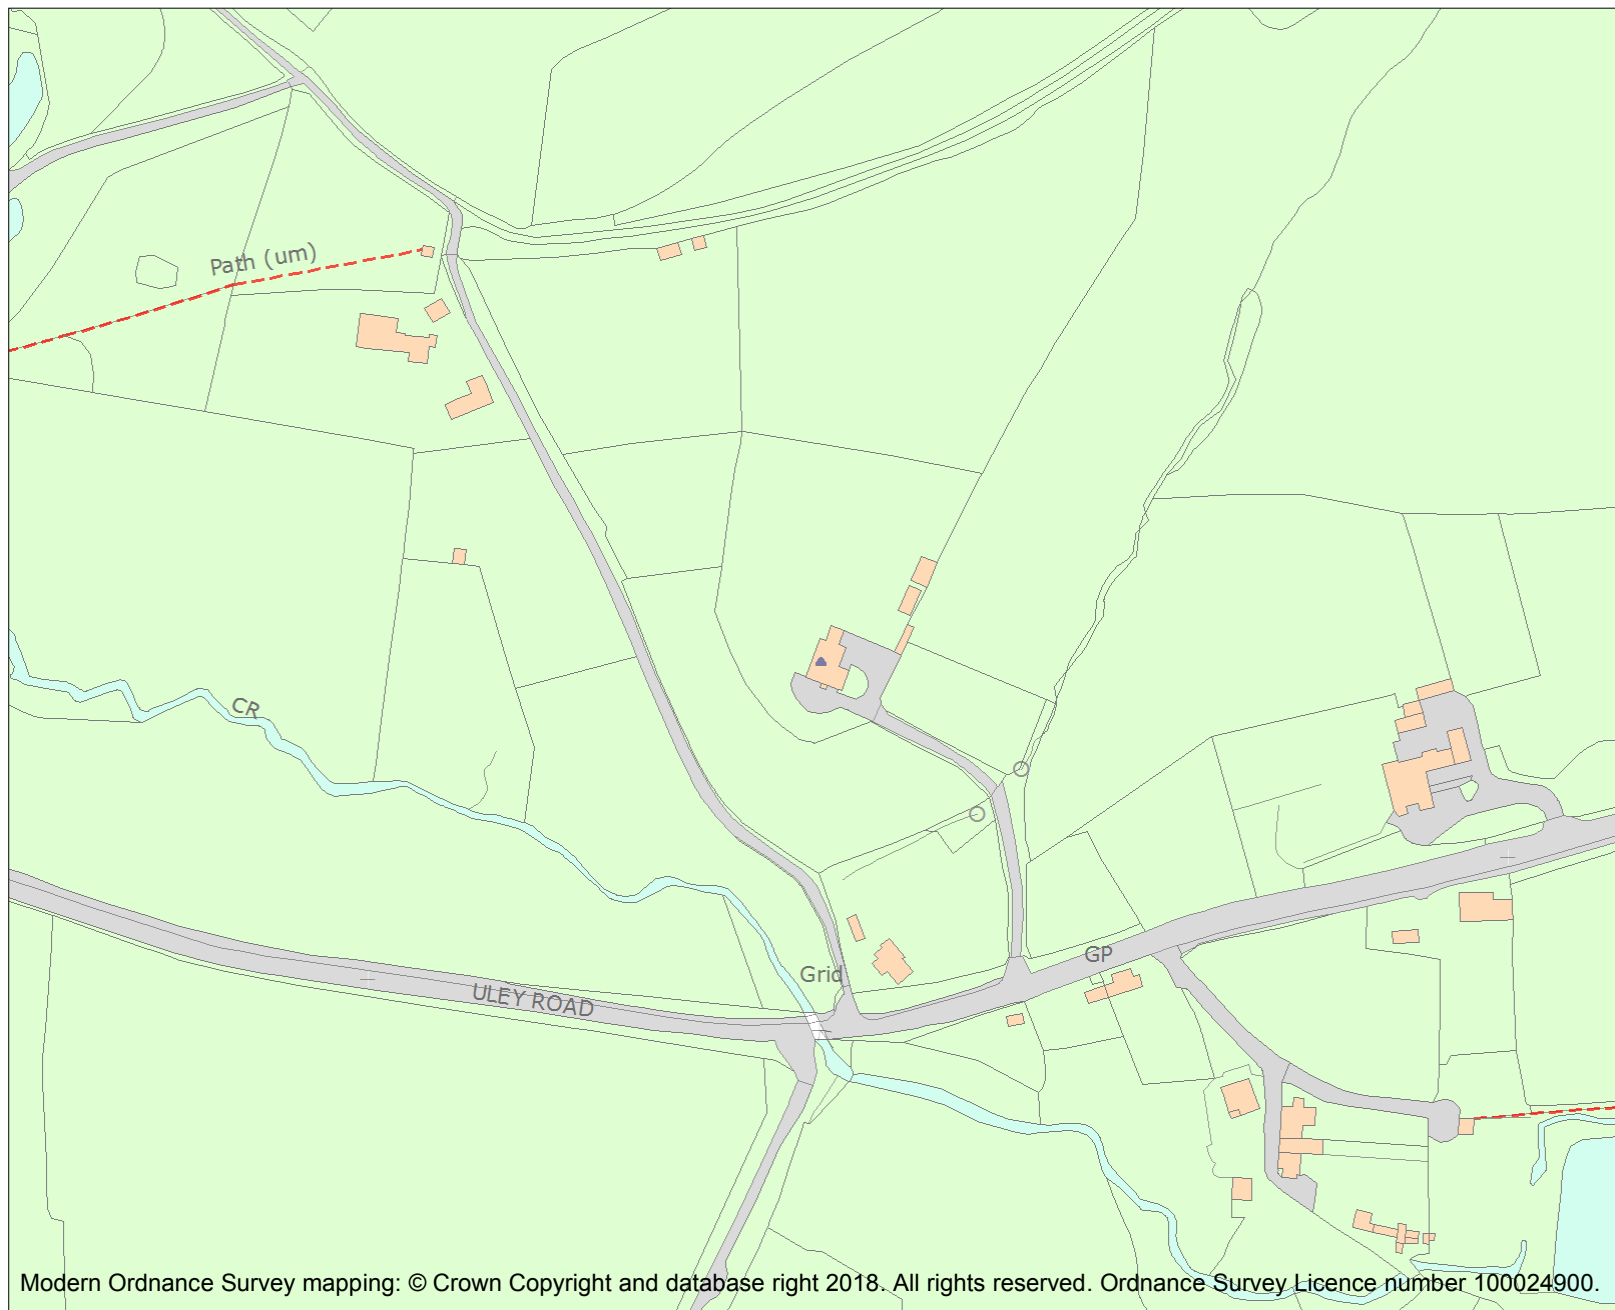 Path (um)
CR
GP
Grid
ULEY ROAD
Modern Ordnance Survey mapping: © Crown Copyright and database right 2018. All rights reserved. Ordnance Survey Licence number 100024900.